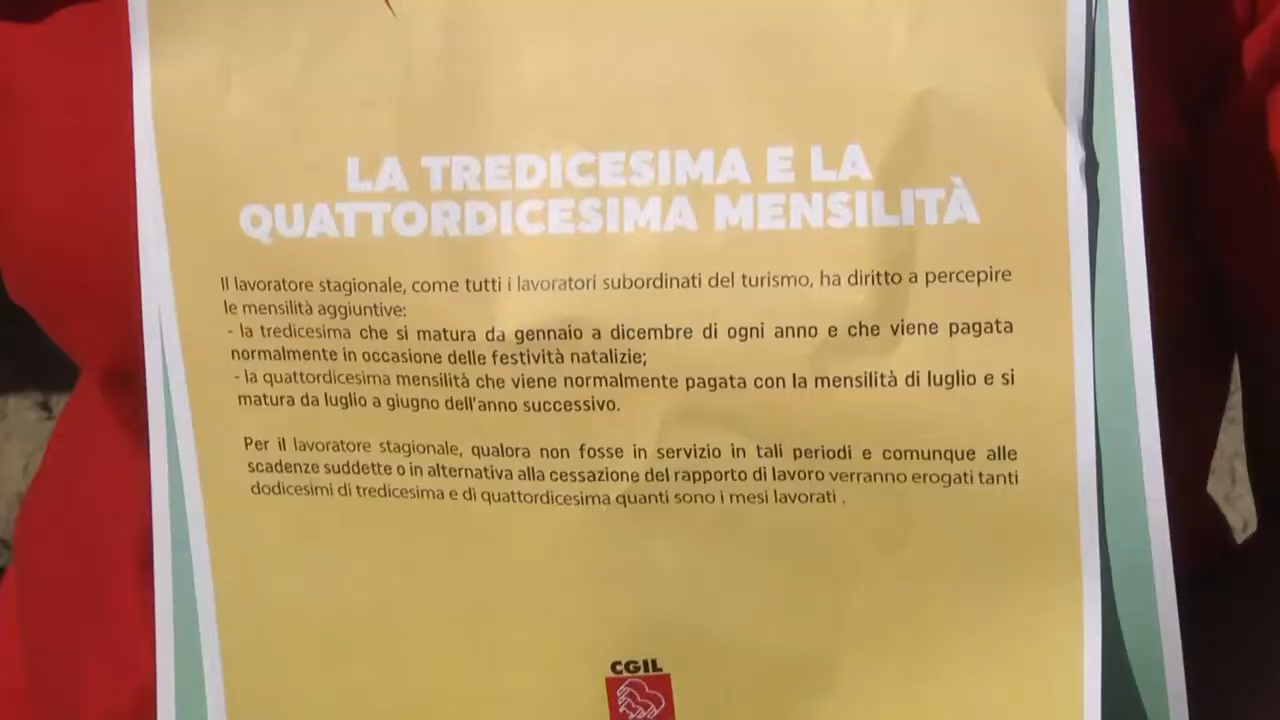 LA TREDICESIMA E LA
QUATTORDICESIMA MENSILITÀ
Il lavoratore stagionale, come tutti i lavoratori subordinati del turismo, ha diritto a percepire
le mensilità aggiuntive:
- la tredicesima che si matura da gennaio a dicembre di ogni anno e che viene pagata
normalmente in occasione delle festività natalizie;
- la quattordicesima mensilità che viene normalmente pagata con la mensilità di luglio e si
matura da luglio a giugno dell'anno successivo.
Per il lavoratore stagionale, qualora non fosse in servizio in tali periodi e comunque alle
scadenze suddette o in alternativa alla cessazione del rapporto di lavoro verranno erogati tanti
dodicesimi di tredicesima e di quattordicesima quanti sono i mesi lavorati .
CGIL